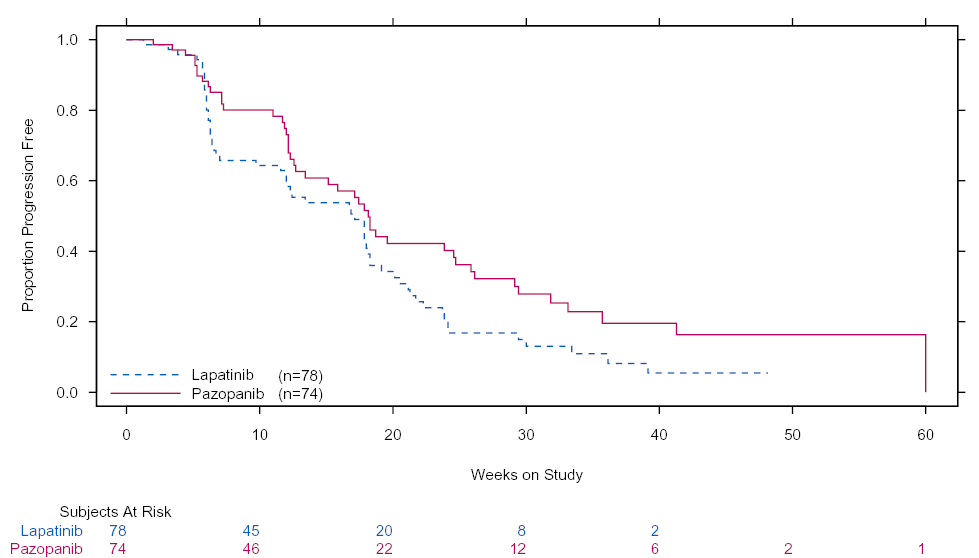 1.0
0.8
0.6
0.4
0.2
0.0
Proportion Progression Free
Lapatinib (n=78)
Pazopanib (n=74)
0 10 20 30 40 50 60
Weeks on Study
Subjects At Risk
Lapatinib 78 45 20 8 2
Pazopanib 74 46 22 12 6 2 1